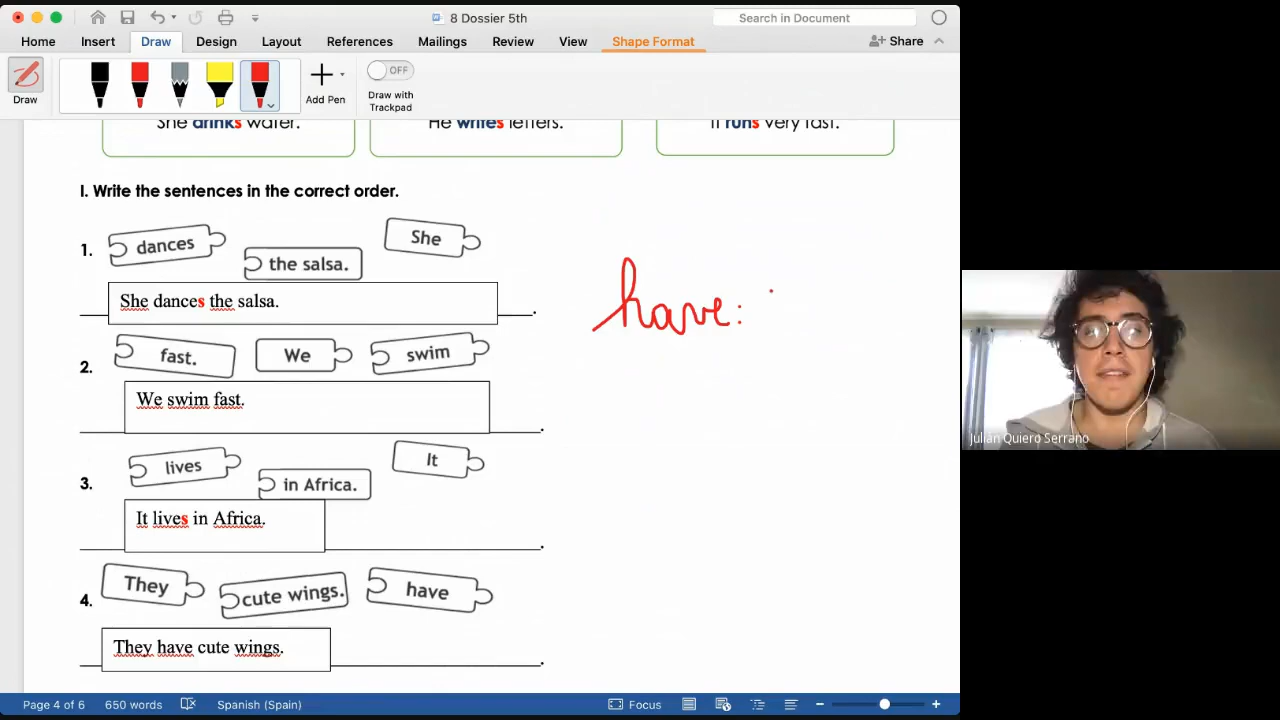 8 Dossier 5th
Search in Document
Home Insert Draw Design Layout References Mailings Review View Shape Format Share
Draw
Add Pen
OFF
Draw with
Trackpad
She drinks water. He writes letters. It runs very fast.
I. Write the sentences in the correct order.
1. dances the salsa. She
She dances the salsa.
2. fast. We swim
We swim fast.
3. lives in Africa. It
It lives in Africa.
4. They cute wings. have
They have cute wings.
have:
Julián Quiero Serrano
Page 4 of 6 650 words Spanish (Spain) Focus